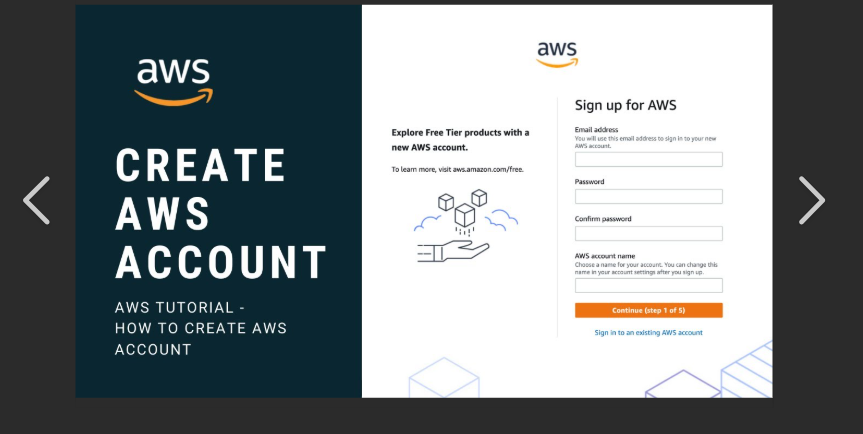 aws
CREATE
AWS
ACCOUNT
AWS TUTORIAL -
HOW TO CREATE AWS
ACCOUNT
aws
Explore Free Tier products with a
new AWS account.
To learn more, visit aws.amazon.com/free.
Sign up for AWS
Email address
You will use this email address to sign in to your new
AWS account.
Password
Confirm password
AWS account name
Choose a name for your account. You can change this
name in your account settings after you sign up.
Continue (step 1 of 5)
Sign in to an existing AWS account